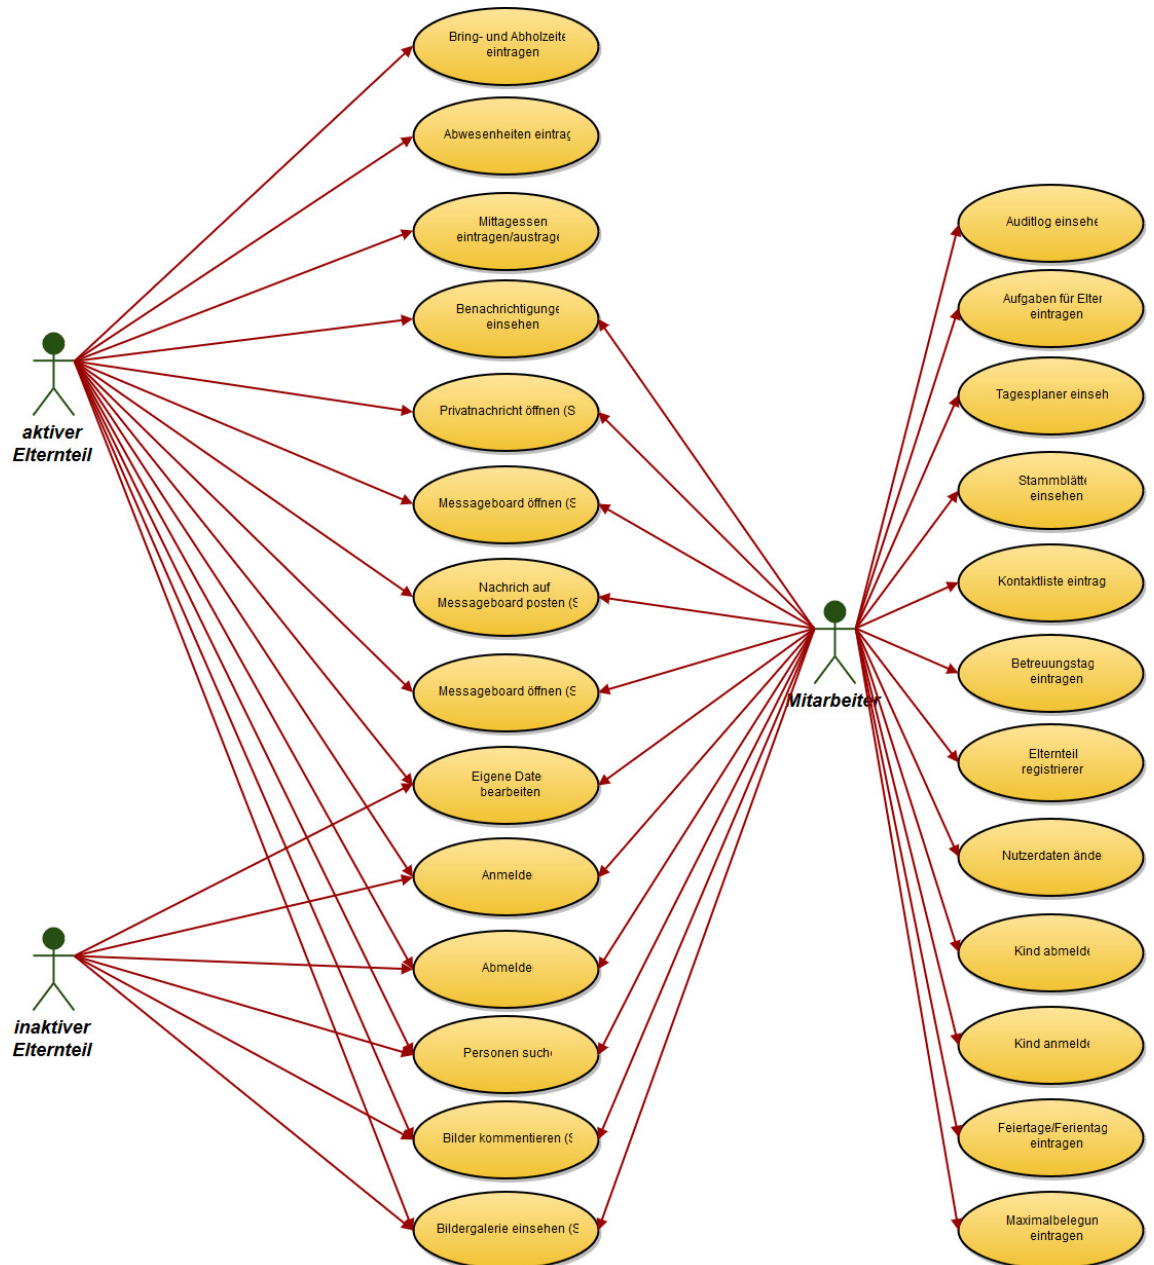 Bring- und Abholzeite
eintragen
Abwesenheiten eintrag
Mittagessen
eintragen/austrage
Benachrichtigunge
einsehen
Privatnachricht öffnen (S
Messageboard öffnen (S
Nachrich auf
Messageboard posten (S
Messageboard öffnen (S
Eigene Date
bearbeiten
Anmelde
Abmelde
Personen suche
Bilder kommentieren (S
Bildergalerie einsehen (S
aktiver
Elternteil
inaktiver
Elternteil
Mitarbeiter
Auditlog einsehe
Aufgaben für Elter
eintragen
Tagesplaner einseh
Stammblätte
einsehen
Kontaktliste eintrag
Betreuungstag
eintragen
Elternteil
registrierer
Nutzerdaten ände
Kind abmelde
Kind anmelde
Feiertage/Ferientag
eintragen
Maximalbelegun
eintragen